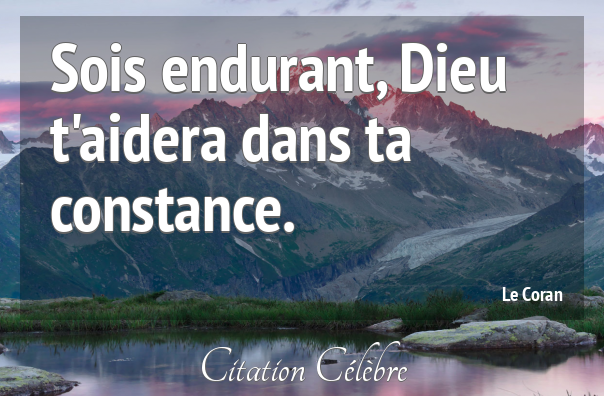 Sois endurant, Dieu
t'aidera dans ta
constance.
Le Coran
Citation Célèbre